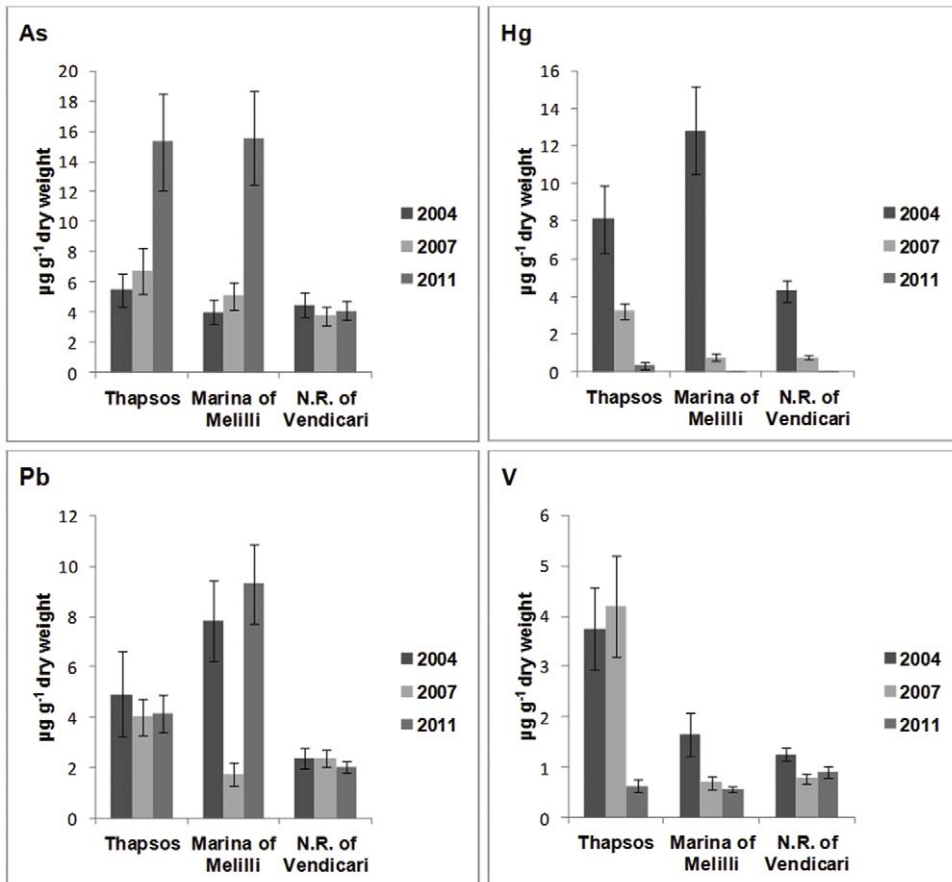 As
20
18
16
14
12
10
8
6
4
2
0
µg g⁻¹ dry weight
Thapsos
Marina of
Melilli
N.R. of
Vendicari
2004
2007
2011
Hg
16
14
12
10
8
6
4
2
0
µg g⁻¹ dry weight
Thapsos
Marina of
Melilli
N.R. of
Vendicari
2004
2007
2011
Pb
12
10
8
6
4
2
0
µg g⁻¹ dry weight
Thapsos
Marina of
Melilli
N.R. of
Vendicari
2004
2007
2011
V
6
5
4
3
2
1
0
µg g⁻¹ dry weight
Thapsos
Marina of
Melilli
N.R. of
Vendicari
2004
2007
2011